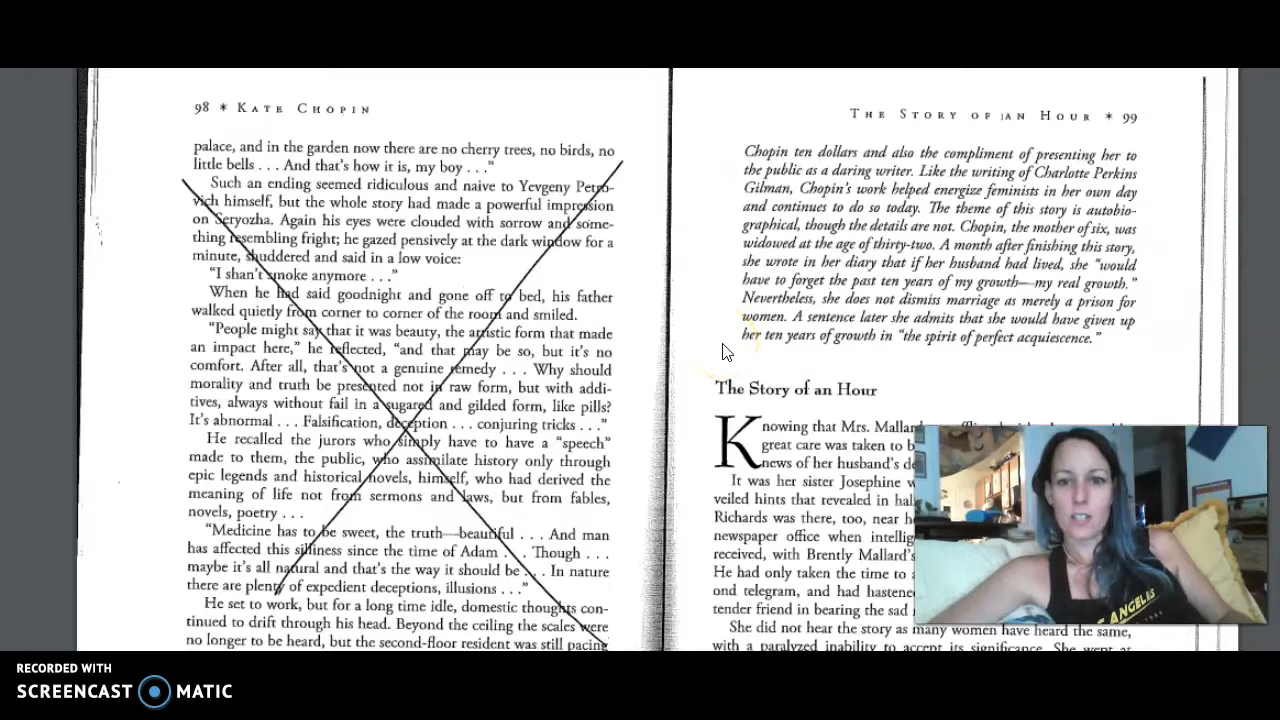 98 * KATE CHOPIN
palace, and in the garden now there are no cherry trees, no birds, no
little bells . . . And that's how it is, my boy . . ."
Such an ending seemed ridiculous and naive to Yevgeny Petro-
vich himself, but the whole story had made a powerful impression
on Seryozha. Again his eyes were clouded with sorrow and some-
thing resembling fright; he gazed pensively at the dark window for a
minute, shuddered and said in a low voice:
"I shan't smoke anymore . . ."
When he had said goodnight and gone off to bed, his father
walked quietly from corner to corner of the room and smiled.
"People might say that it was beauty, the artistic form that made
an impact here," he reflected, "and that may be so, but it's no
comfort. After all, that's not a genuine remedy . . . Why should
morality and truth be presented not in raw form, but with addi-
tives, always without fail in a sugared and gilded form, like pills?
It's abnormal . . . Falsification, deception . . . conjuring tricks . . ."
He recalled the jurors who simply have to have a "speech"
made to them, the public, who assimilate history only through
epic legends and historical novels, himself, who had derived the
meaning of life not from sermons and laws, but from fables,
novels, poetry . . .
"Medicine has to be sweet, the truth—beautiful . . . And man
has affected this silliness since the time of Adam . . . Though . . .
maybe it's all natural and that's the way it should be . . . In nature
there are plenty of expedient deceptions, illusions . . ."
He set to work, but for a long time idle, domestic thoughts con-
tinued to drift through his head. Beyond the ceiling the scales were
no longer to be heard, but the second-floor resident was still pacing
THE STORY OF AN HOUR * 99
Chopin ten dollars and also the compliment of presenting her to
the public as a daring writer. Like the writing of Charlotte Perkins
Gilman, Chopin's work helped energize feminists in her own day
and continues to do so today. The theme of this story is autobio-
graphical, though the details are not. Chopin, the mother of six, was
widowed at the age of thirty-two. A month after finishing this story,
she wrote in her diary that if her husband had lived, she "would
have to forget the past ten years of my growth—my real growth."
Nevertheless, she does not dismiss marriage as merely a prison for
women. A sentence later she admits that she would have given up
her ten years of growth in "the spirit of perfect acquiescence."
The Story of an Hour
Knowing that Mrs. Mallard
great care was taken to b
news of her husband's de
It was her sister Josephine w
veiled hints that revealed in hal
Richards was there, too, near h
newspaper office when intellig
received, with Brently Mallard's
He had only taken the time to a
ond telegram, and had hastene
tender friend in bearing the sad
She did not hear the story as many women have heard the same,
with a paralyzed inability to accept its significance. She wept at
LOS ANGELES
RECORDED WITH
SCREENCAST MATIC